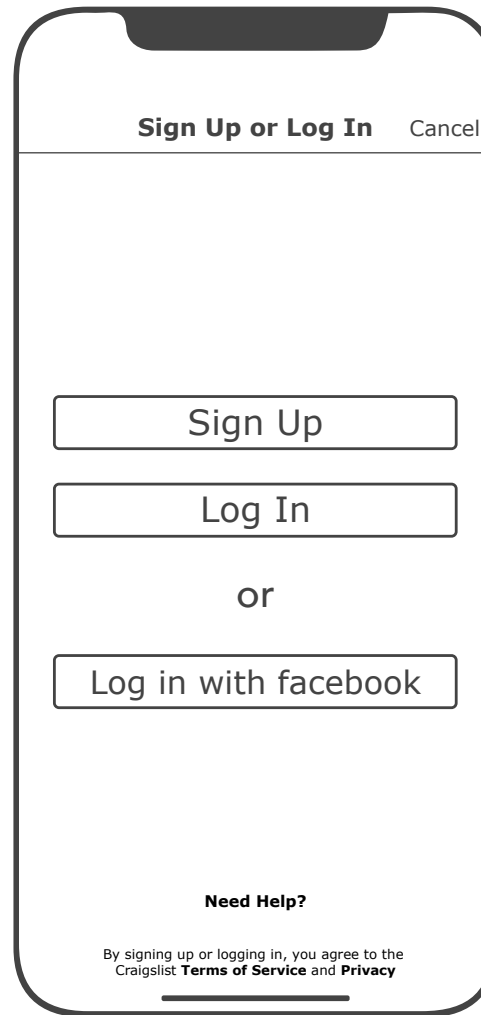 Sign Up or Log In Cancel
Sign Up
Log In
or
Log in with facebook
Need Help?
By signing up or logging in, you agree to the
Craigslist Terms of Service and Privacy